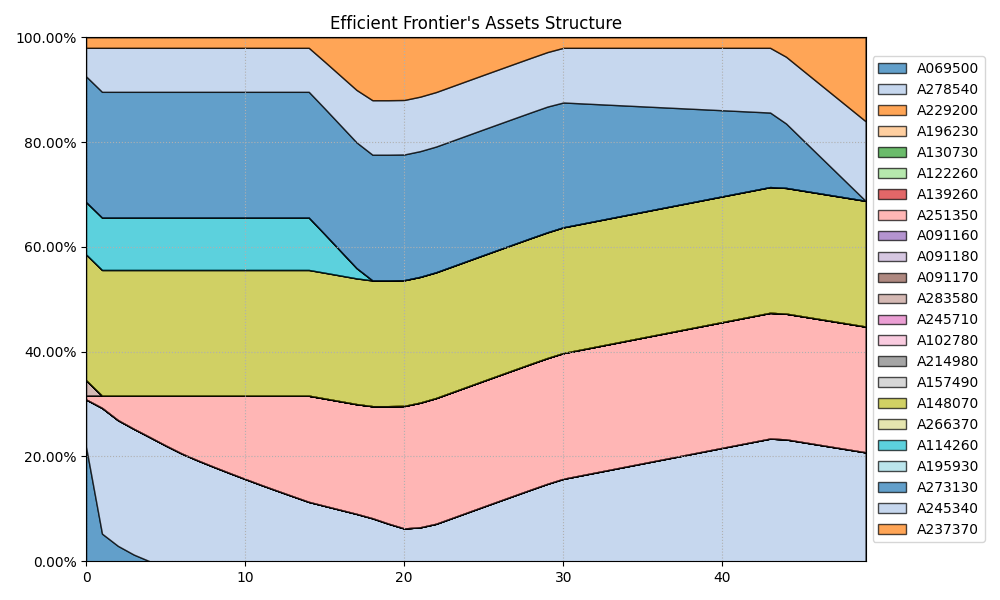 Efficient Frontier's Assets Structure
100.00%
80.00%
60.00%
40.00%
20.00%
0.00%
0
10
20
30
40
A069500
A278540
A229200
A196230
A130730
A122260
A139260
A251350
A091160
A091180
A091170
A283580
A245710
A102780
A214980
A157490
A148070
A266370
A114260
A195930
A273130
A245340
A237370